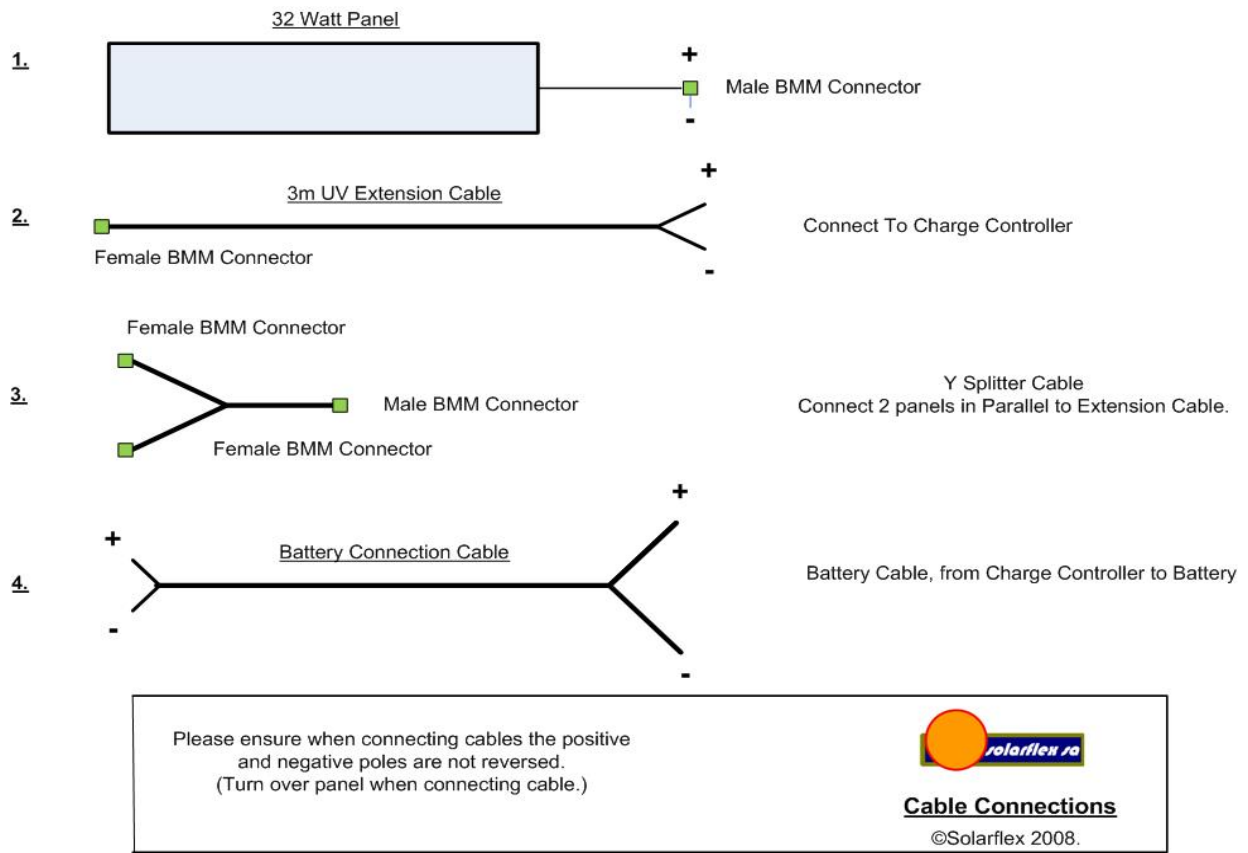 32 Watt Panel
1.
+
Male BMM Connector
-
+
3m UV Extension Cable
2.
Connect To Charge Controller
Female BMM Connector
-
Female BMM Connector
Y Splitter Cable
3.
Male BMM Connector
Connect 2 panels in Parallel to Extension Cable.
Female BMM Connector
+
+
Battery Connection Cable
4.
Battery Cable, from Charge Controller to Battery
-
-
Please ensure when connecting cables the positive
and negative poles are not reversed.
(Turn over panel when connecting cable.)
solarflex sa
Cable Connections
©Solarflex 2008.